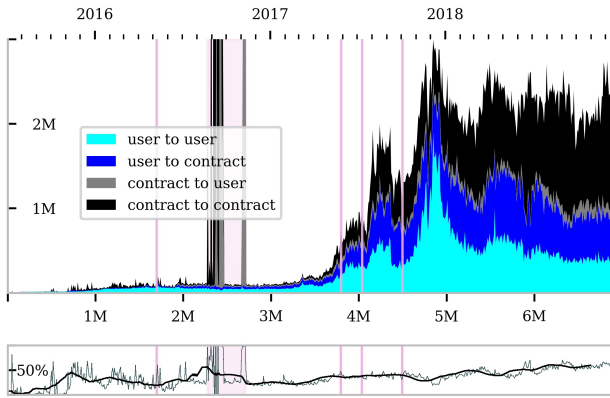 2016 2017 2018
2M
user to user
user to contract
contract to user
contract to contract
1M
1M 2M 3M 4M 5M 6M
50%